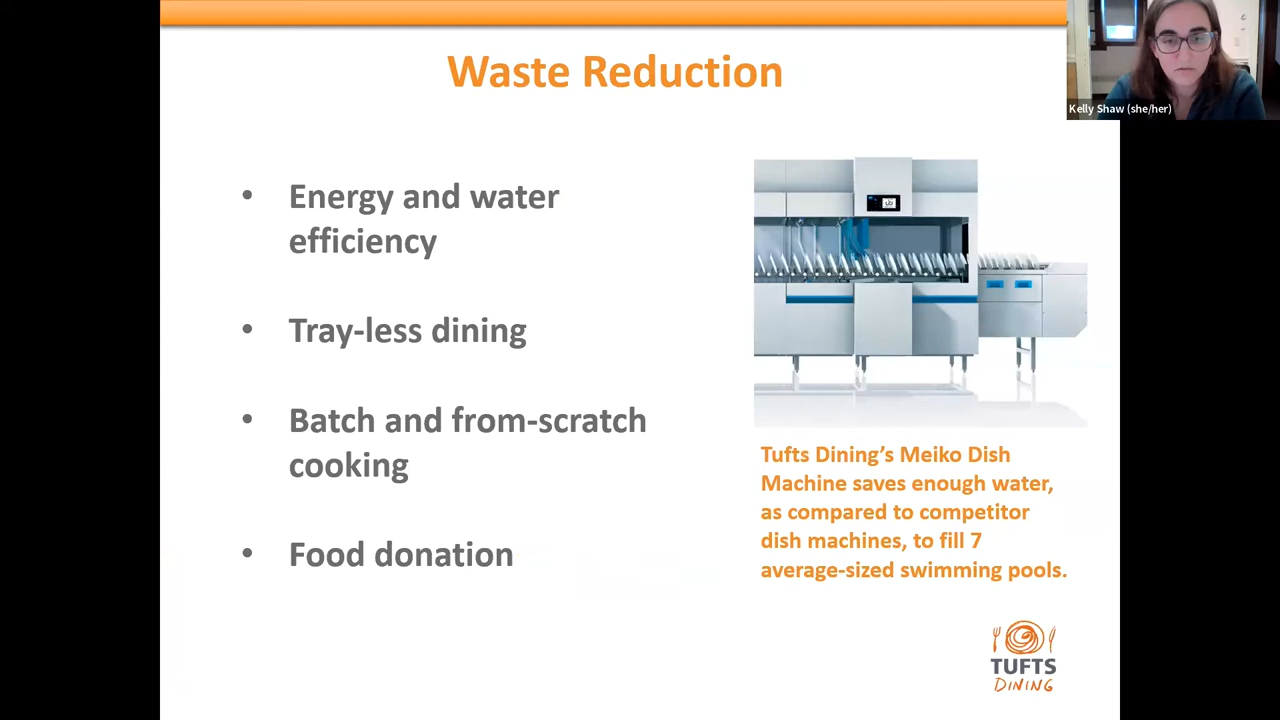 Waste Reduction
Kelly Shaw (she/her)
• Energy and water
efficiency
• Tray-less dining
• Batch and from-scratch
cooking
• Food donation
Tufts Dining's Meiko Dish
Machine saves enough water,
as compared to competitor
dish machines, to fill 7
average-sized swimming pools.
TUFTS
DINING